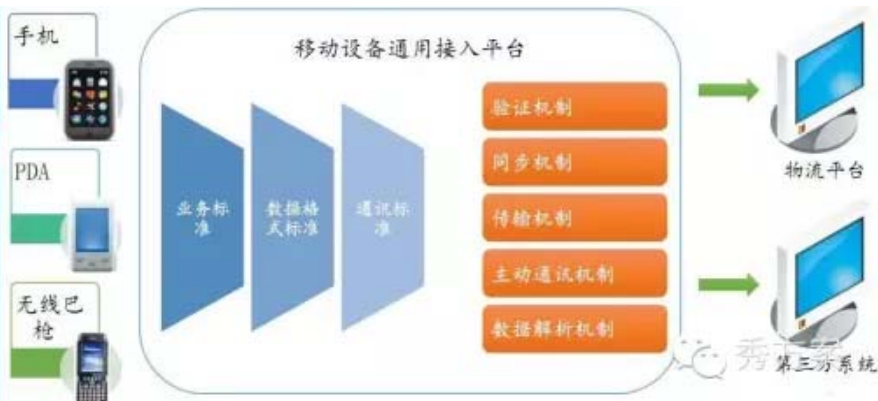 手机
移动设备通用接入平台
PDA
无线巴
枪
业务标
准
数据格
式标准
通讯标
准
验证机制
同步机制
传输机制
主动通讯机制
数据解析机制
物流平台
第三方系统